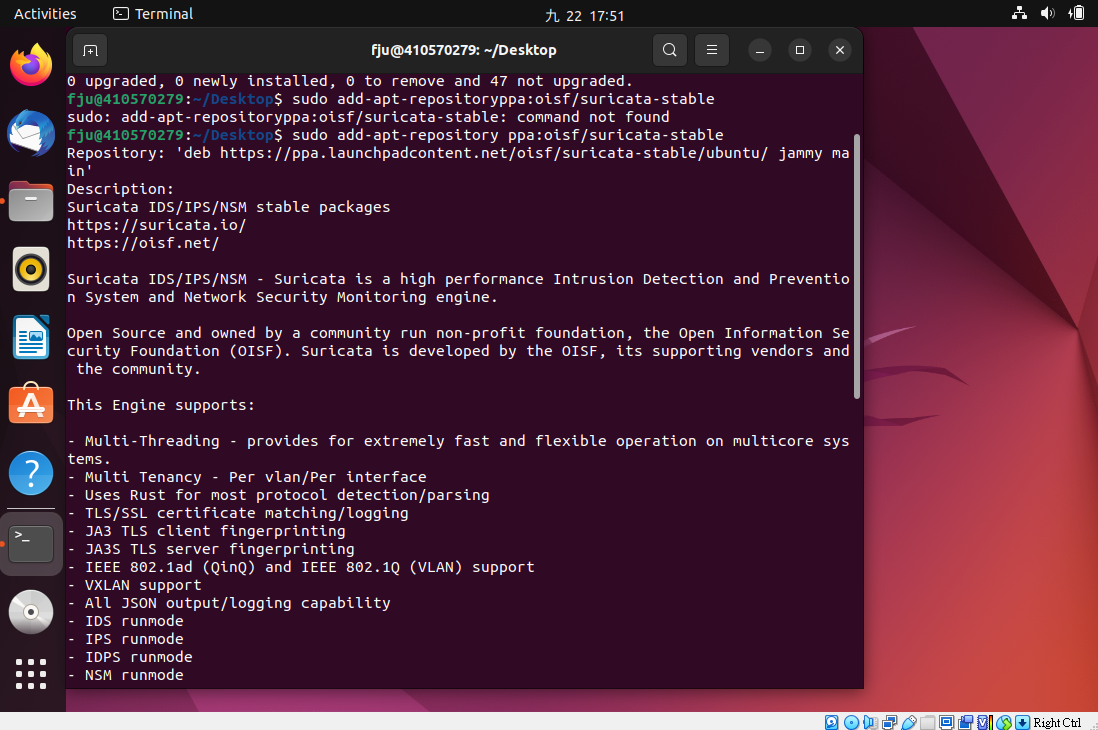 Activities
Terminal
九 22 17:51
fju@410570279: ~/Desktop
0 upgraded, 0 newly installed, 0 to remove and 47 not upgraded.
fju@410570279:~/Desktop$ sudo add-apt-repositoryppa:oisf/suricata-stable
sudo: add-apt-repositoryppa:oisf/suricata-stable: command not found
fju@410570279:~/Desktop$ sudo add-apt-repository ppa:oisf/suricata-stable
Repository: 'deb https://ppa.launchpadcontent.net/oisf/suricata-stable/ubuntu/ jammy ma
in'
Description:
Suricata IDS/IPS/NSM stable packages
https://suricata.io/
https://oisf.net/
Suricata IDS/IPS/NSM - Suricata is a high performance Intrusion Detection and Preventio
n System and Network Security Monitoring engine.
Open Source and owned by a community run non-profit foundation, the Open Information Se
curity Foundation (OISF). Suricata is developed by the OISF, its supporting vendors and
 the community.
This Engine supports:
- Multi-Threading - provides for extremely fast and flexible operation on multicore sys
tems.
- Multi Tenancy - Per vlan/Per interface
- Uses Rust for most protocol detection/parsing
- TLS/SSL certificate matching/logging
- JA3 TLS client fingerprinting
- JA3S TLS server fingerprinting
- IEEE 802.1ad (QinQ) and IEEE 802.1Q (VLAN) support
- VXLAN support
- All JSON output/logging capability
- IDS runmode
- IPS runmode
- IDPS runmode
- NSM runmode
Right Ctrl